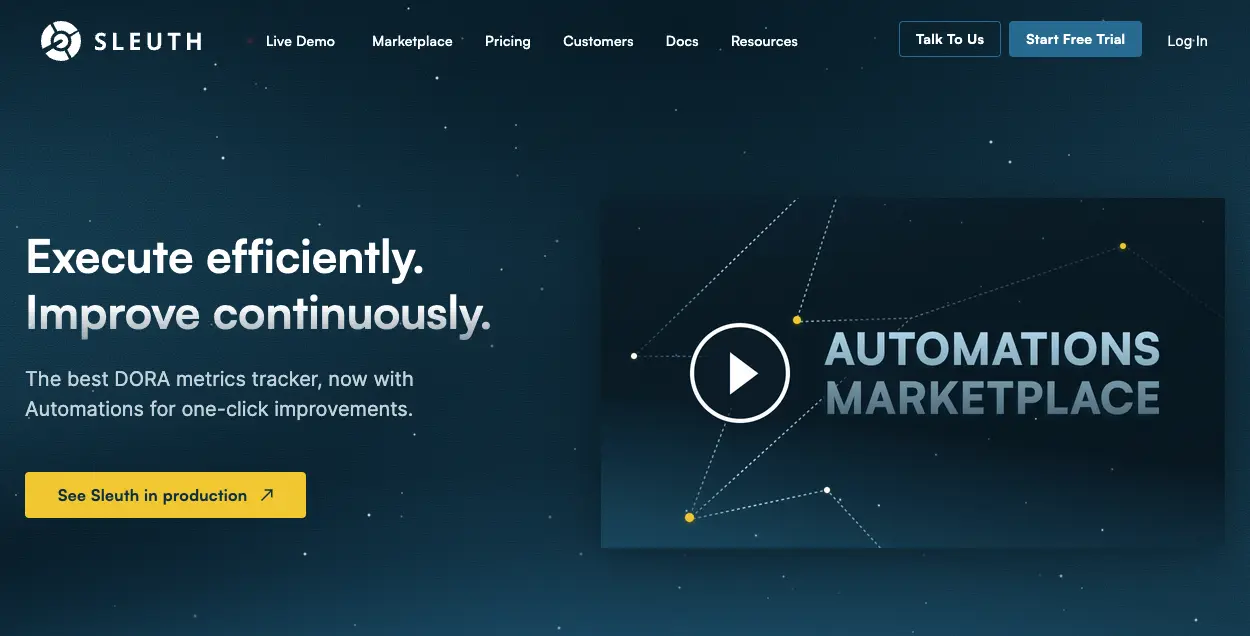 SLEUTH
Live Demo
Marketplace
Pricing
Customers
Docs
Resources
Talk To Us
Start Free Trial
Log In
Execute efficiently.
Improve continuously.
The best DORA metrics tracker, now with
Automations for one-click improvements.
See Sleuth in production
AUTOMATIONS
MARKETPLACE